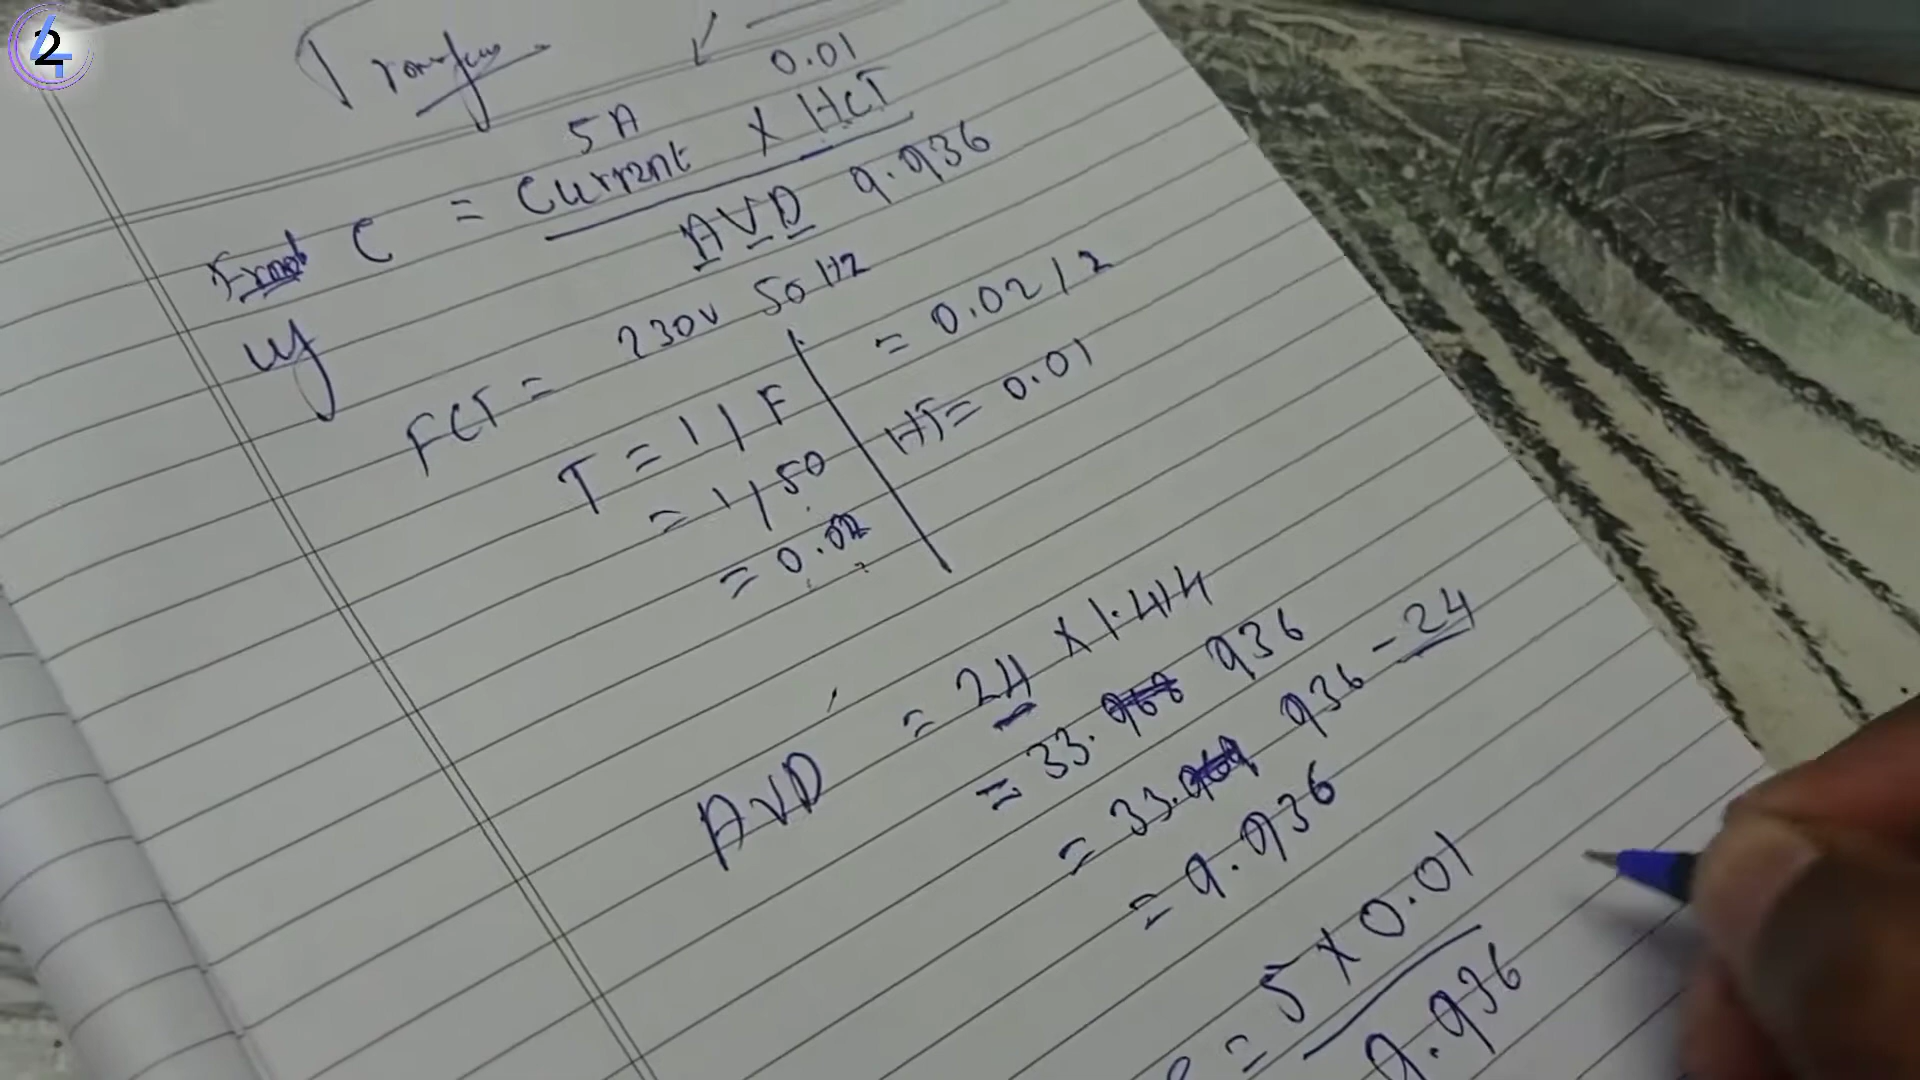 24
0.01
5A
C = Current X HCT
AVD 9.936
FCT = 230v 50Hz
T = 1/F
= 1/50
= 0.02
= 0.02/2
HT = 0.01
AVD = 24 X 1.414
= 33. 936
= 33. 936 - 24
= 9.936
= 5 X 0.01
9.936